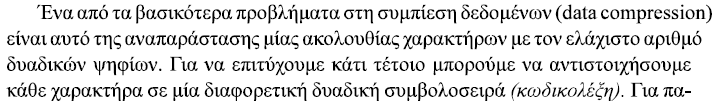 Ένα από τα βασικότερα προβλήματα στη συμπίεση δεδομένων (data compression)
είναι αυτό της αναπαράστασης μίας ακολουθίας χαρακτήρων με τον ελάχιστο αριθμό
δυαδικών ψηφίων. Για να επιτύχουμε κάτι τέτοιο μπορούμε να αντιστοιχήσουμε
κάθε χαρακτήρα σε μία διαφορετική δυαδική συμβολοσειρά (κωδικολέξη). Για πα-